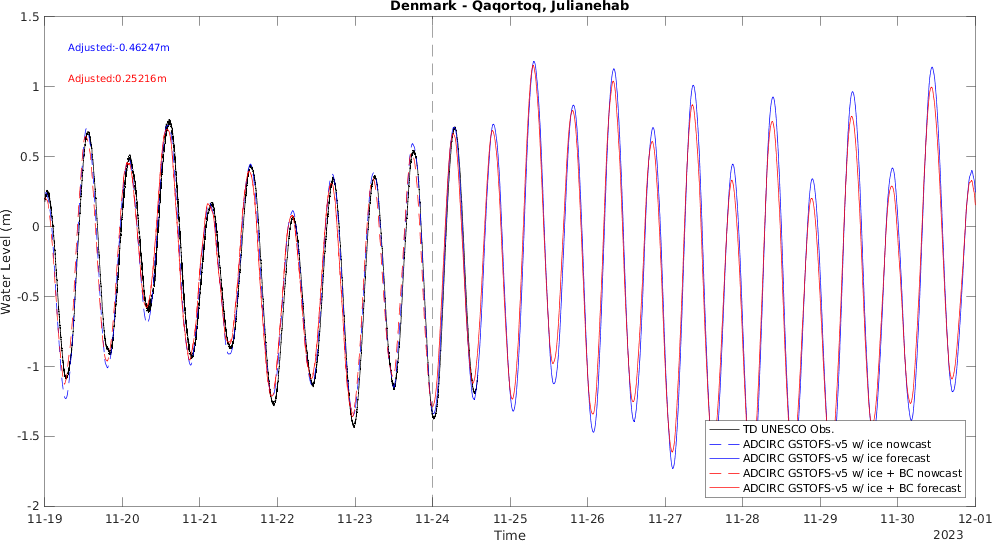 Denmark - Qaqortoq, Julianehab
Adjusted:-0.46247m
Adjusted:0.25216m
Water Level (m)
1.5
1
0.5
0
-0.5
-1
-1.5
-2
TD UNESCO Obs.
ADCIRC GSTOFS-v5 w/ ice nowcast
ADCIRC GSTOFS-v5 w/ ice forecast
ADCIRC GSTOFS-v5 w/ ice + BC nowcast
ADCIRC GSTOFS-v5 w/ ice + BC forecast
11-19 11-20 11-21 11-22 11-23 11-24 11-25 11-26 11-27 11-28 11-29 11-30 12-01
Time
2023